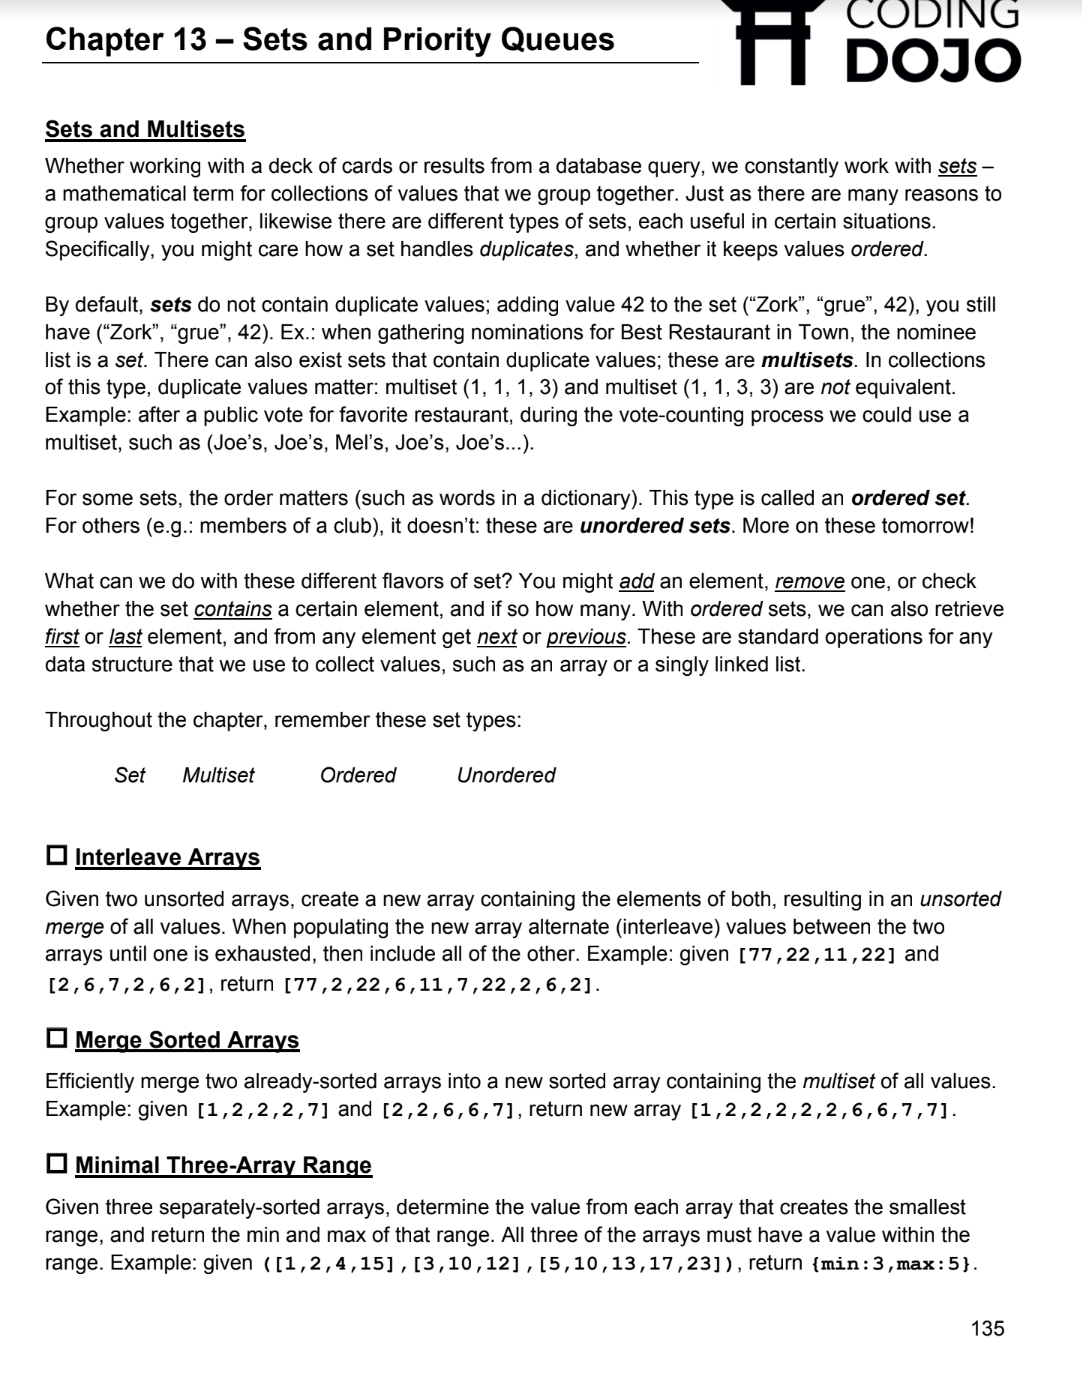 Chapter 13 – Sets and Priority Queues
CODING
DOJO
Sets and Multisets
Whether working with a deck of cards or results from a database query, we constantly work with sets –
a mathematical term for collections of values that we group together. Just as there are many reasons to
group values together, likewise there are different types of sets, each useful in certain situations.
Specifically, you might care how a set handles duplicates, and whether it keeps values ordered.
By default, sets do not contain duplicate values; adding value 42 to the set (“Zork”, “grue”, 42), you still
have (“Zork”, “grue”, 42). Ex.: when gathering nominations for Best Restaurant in Town, the nominee
list is a set. There can also exist sets that contain duplicate values; these are multisets. In collections
of this type, duplicate values matter: multiset (1, 1, 1, 3) and multiset (1, 1, 3, 3) are not equivalent.
Example: after a public vote for favorite restaurant, during the vote-counting process we could use a
multiset, such as (Joe’s, Joe’s, Mel’s, Joe’s, Joe’s...).
For some sets, the order matters (such as words in a dictionary). This type is called an ordered set.
For others (e.g.: members of a club), it doesn’t: these are unordered sets. More on these tomorrow!
What can we do with these different flavors of set? You might add an element, remove one, or check
whether the set contains a certain element, and if so how many. With ordered sets, we can also retrieve
first or last element, and from any element get next or previous. These are standard operations for any
data structure that we use to collect values, such as an array or a singly linked list.
Throughout the chapter, remember these set types:
Set Multiset Ordered Unordered
☐ Interleave Arrays
Given two unsorted arrays, create a new array containing the elements of both, resulting in an unsorted
merge of all values. When populating the new array alternate (interleave) values between the two
arrays until one is exhausted, then include all of the other. Example: given [77,22,11,22] and
[2,6,7,2,6,2], return [77,2,22,6,11,7,22,2,6,2].
☐ Merge Sorted Arrays
Efficiently merge two already-sorted arrays into a new sorted array containing the multiset of all values.
Example: given [1,2,2,2,7] and [2,2,6,6,7], return new array [1,2,2,2,2,2,6,6,7,7].
☐ Minimal Three-Array Range
Given three separately-sorted arrays, determine the value from each array that creates the smallest
range, and return the min and max of that range. All three of the arrays must have a value within the
range. Example: given ([1,2,4,15],[3,10,12],[5,10,13,17,23]), return {min:3,max:5}.
135